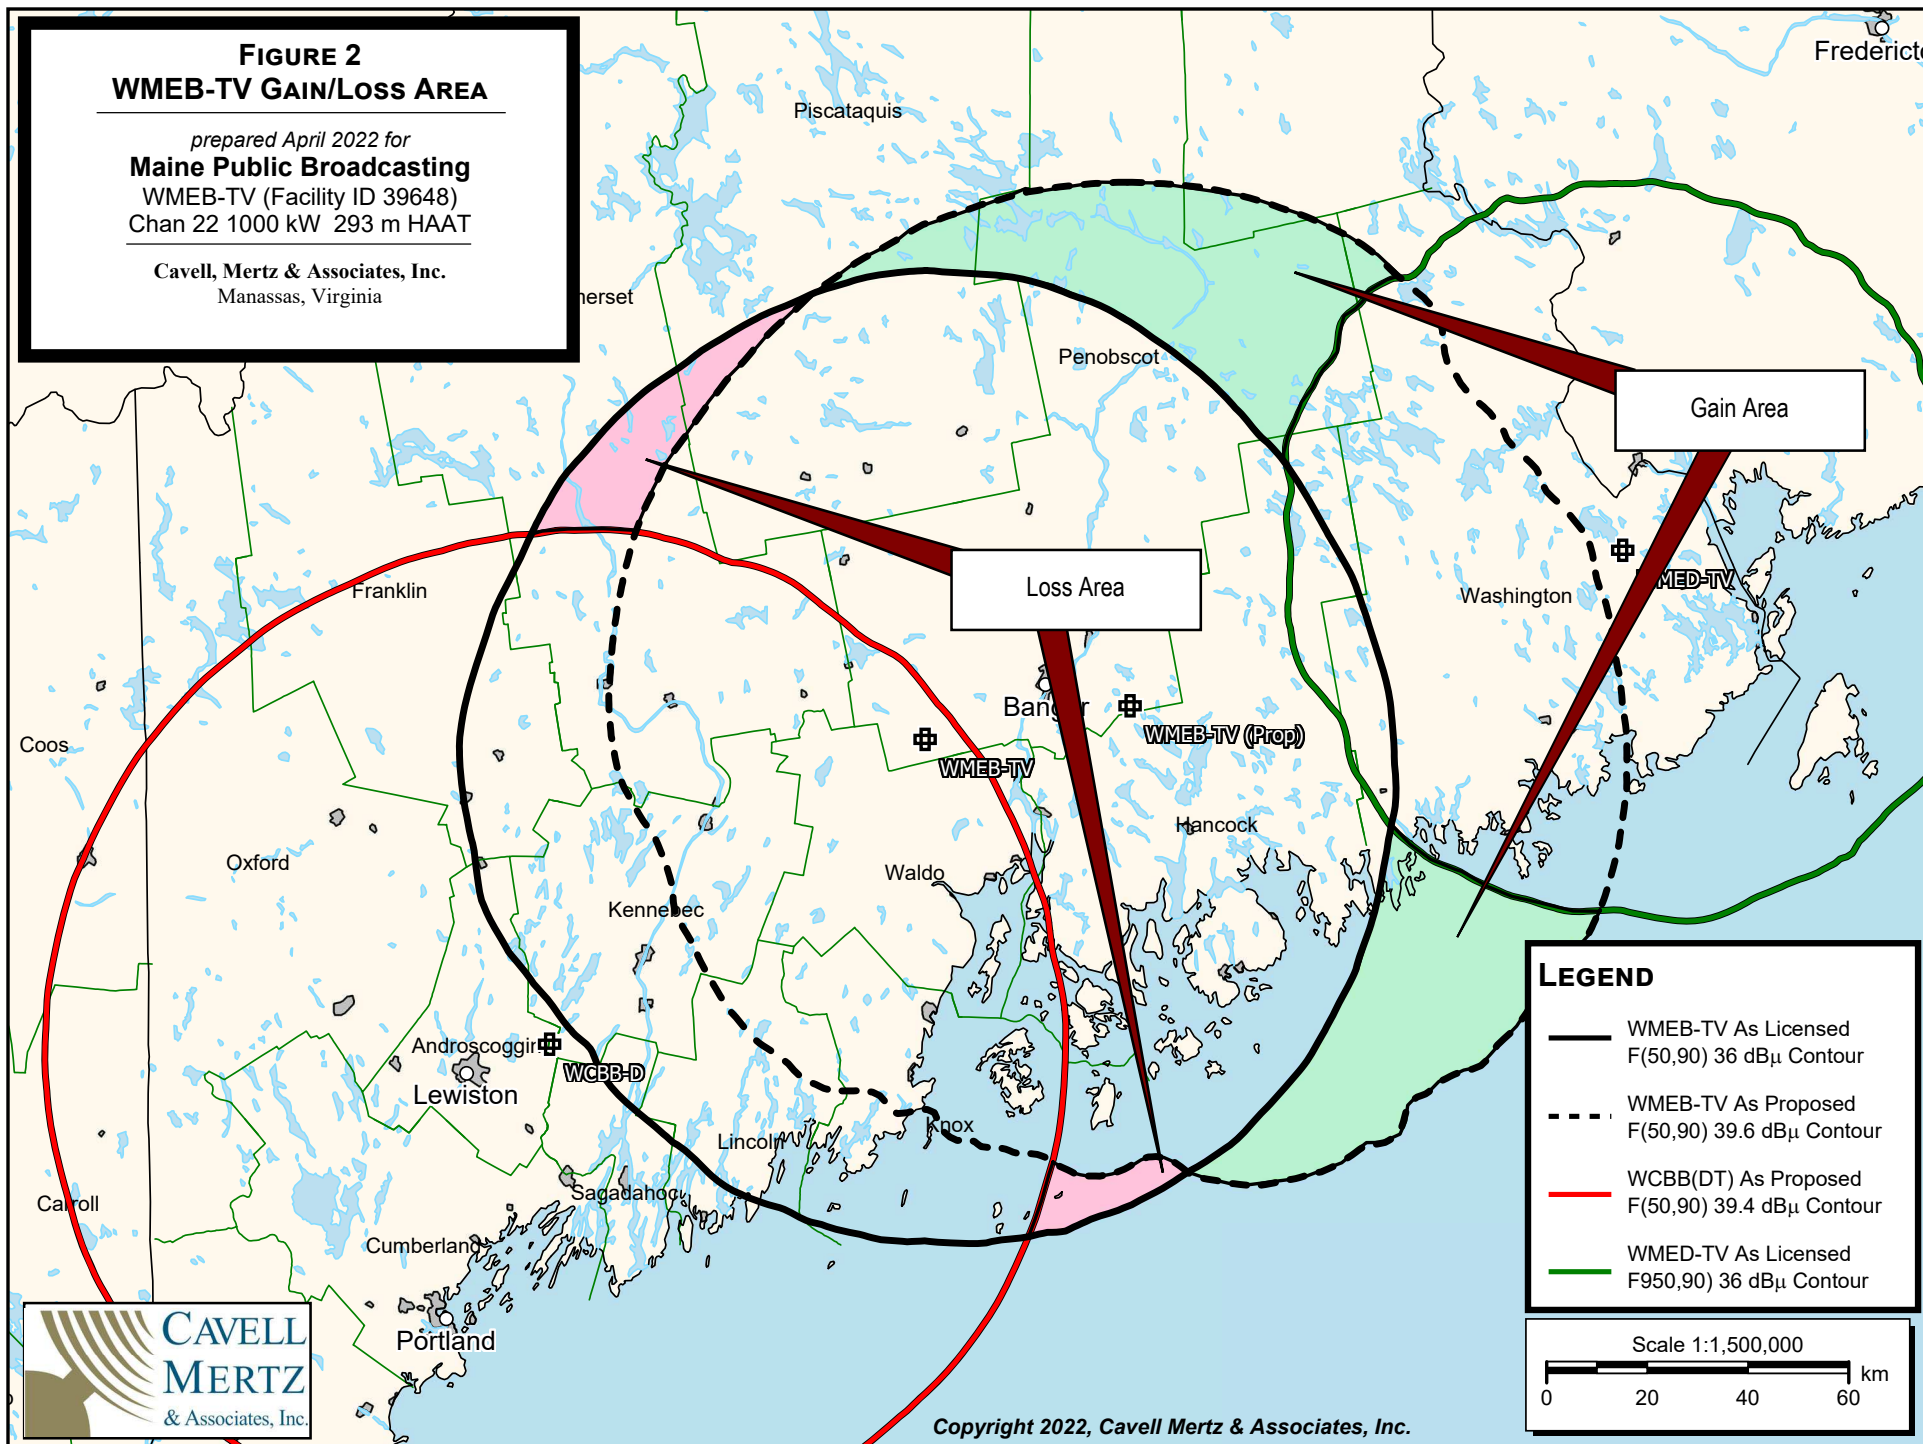 FIGURE 2
WMEB-TV GAIN/LOSS AREA
prepared April 2022 for
Maine Public Broadcasting
WMEB-TV (Facility ID 39648)
Chan 22 1000 kW 293 m HAAT
Cavell, Mertz & Associates, Inc.
Manassas, Virginia
Frederict
Piscataquis
merset
Penobscot
Gain Area
Loss Area
Franklin
Washington
MED-TV
Coos
Bangor
WMEB-TV (Prop)
WMEB-TV
Hancock
Oxford
Waldo
Kennebec
Androscoggin
WCBB-D
Lewiston
Knox
Lincoln
Carroll
Sagadahoc
Cumberland
Portland
LEGEND
WMEB-TV As Licensed
F(50,90) 36 dBµ Contour
WMEB-TV As Proposed
F(50,90) 39.6 dBµ Contour
WCBB(DT) As Proposed
F(50,90) 39.4 dBµ Contour
WMED-TV As Licensed
F950,90) 36 dBµ Contour
Scale 1:1,500,000
km
0 20 40 60
CAVELL
MERTZ
& Associates, Inc.
Copyright 2022, Cavell Mertz & Associates, Inc.